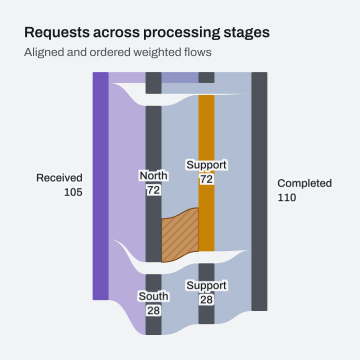 Requests across processing stages
Aligned and ordered weighted flows
Received
105
North
72
Support
72
Completed
110
South
28
Support
28